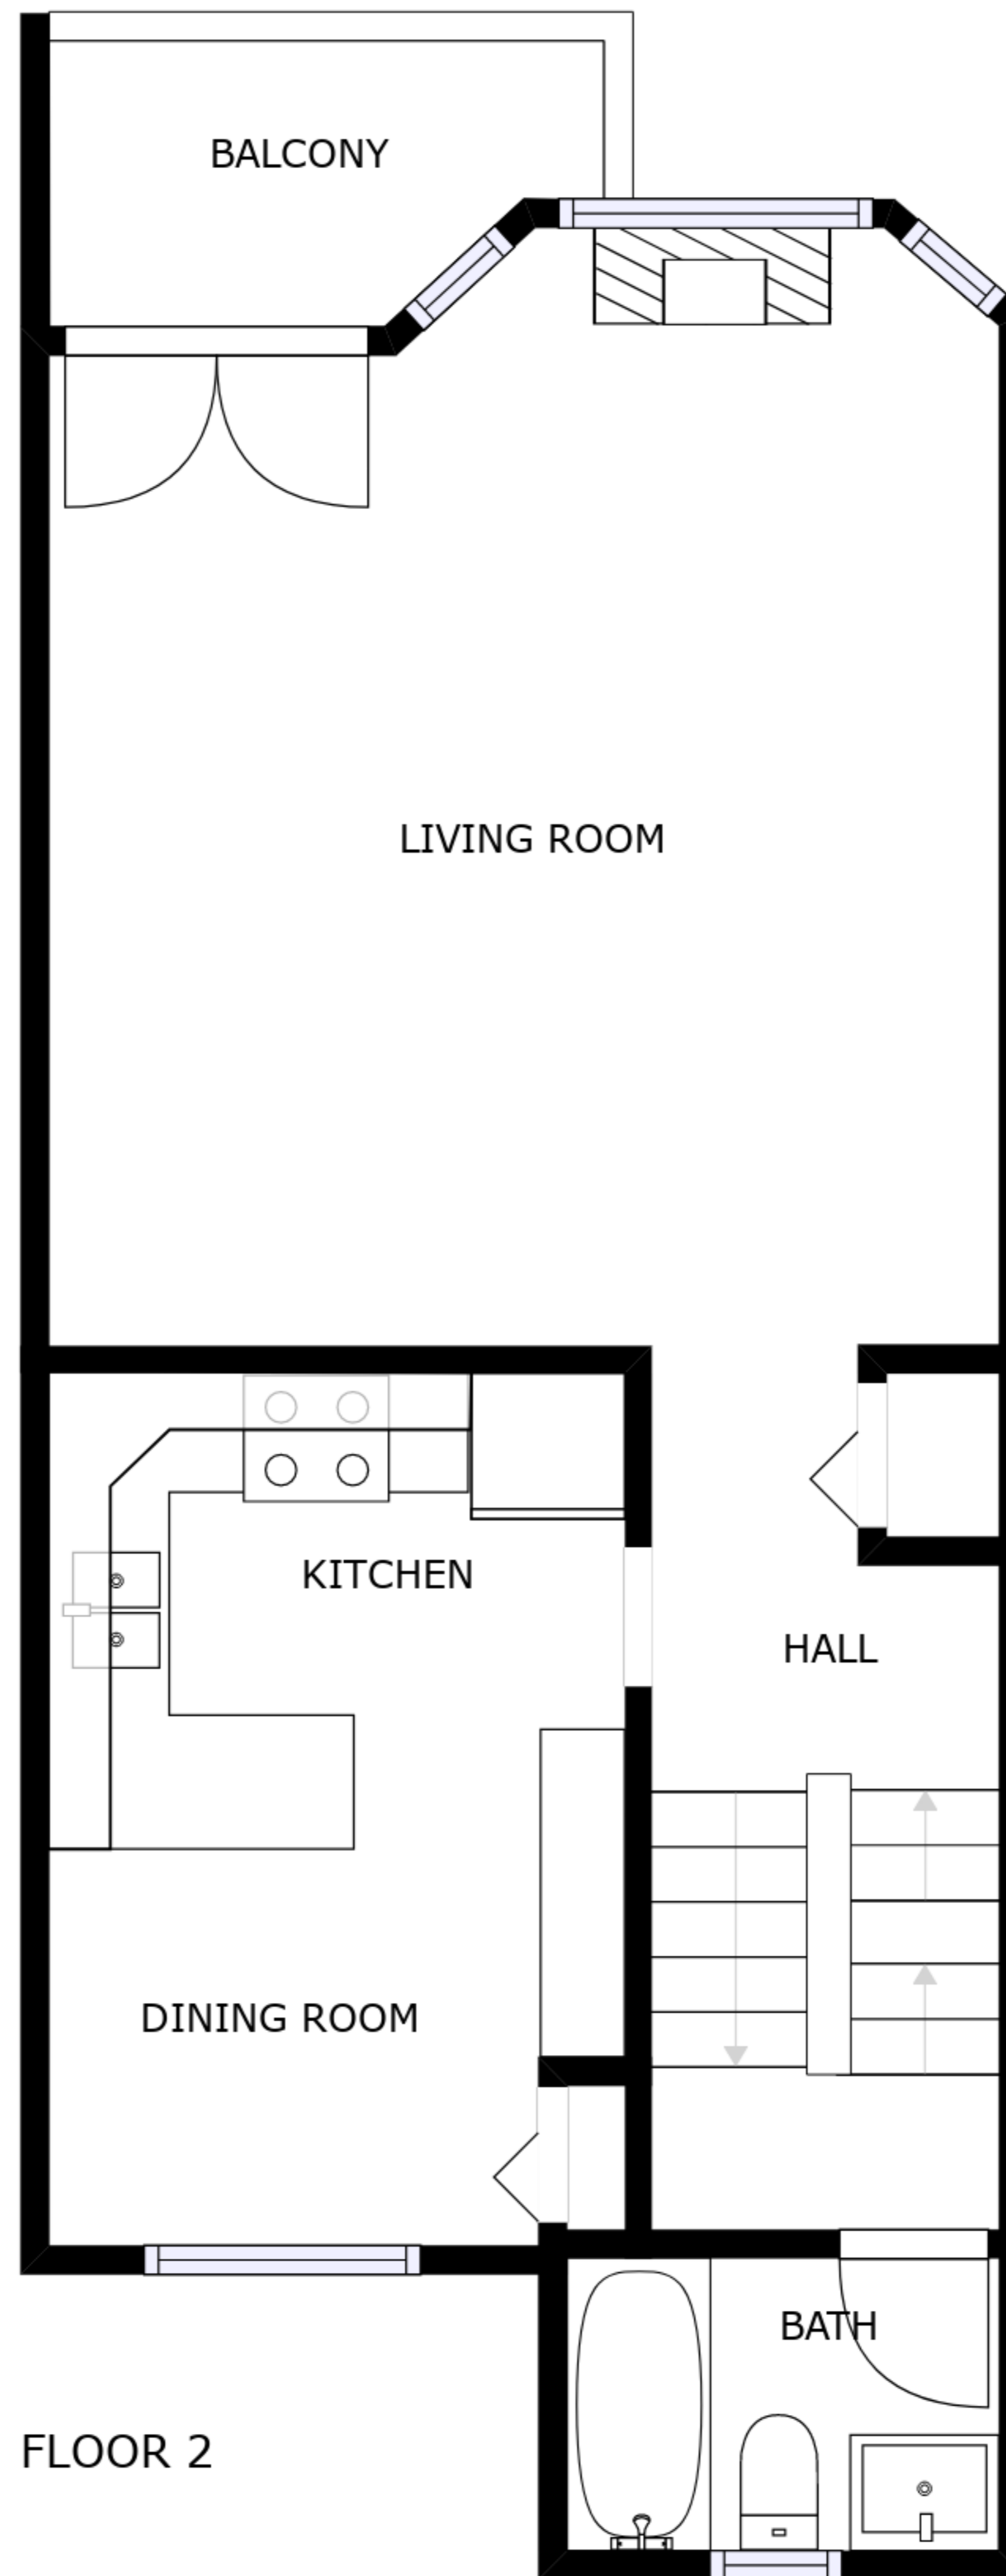 BALCONY
LIVING ROOM
KITCHEN
HALL
DINING ROOM
BATH
FLOOR 2